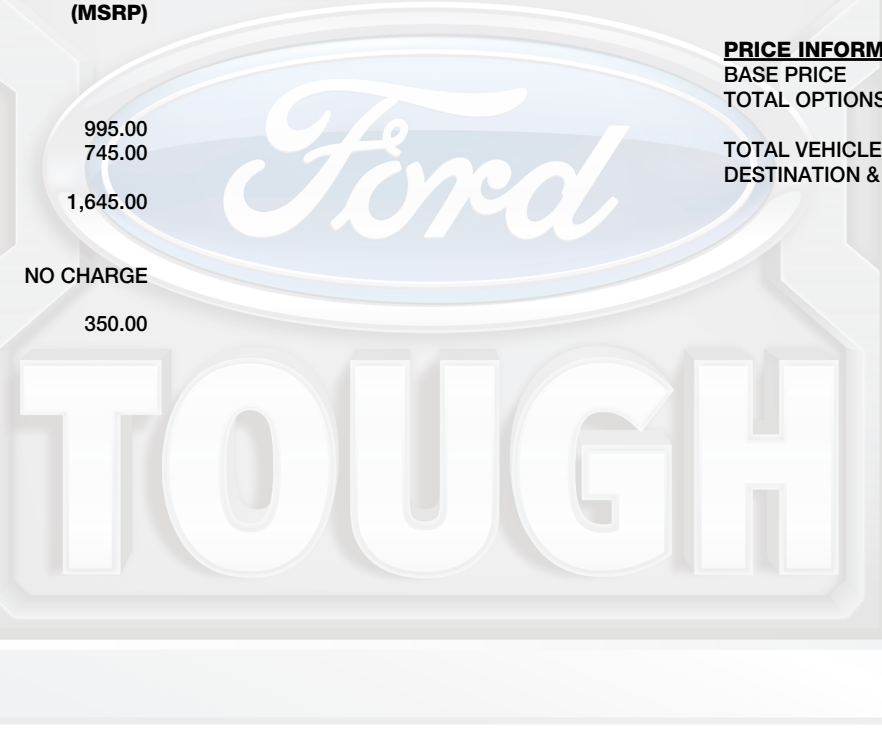 (MSRP)
995.00
745.00
1,645.00
NO CHARGE
350.00
PRICE INFORM
BASE PRICE
TOTAL OPTIONS
TOTAL VEHICLE
DESTINATION &
Ford
TOUGH